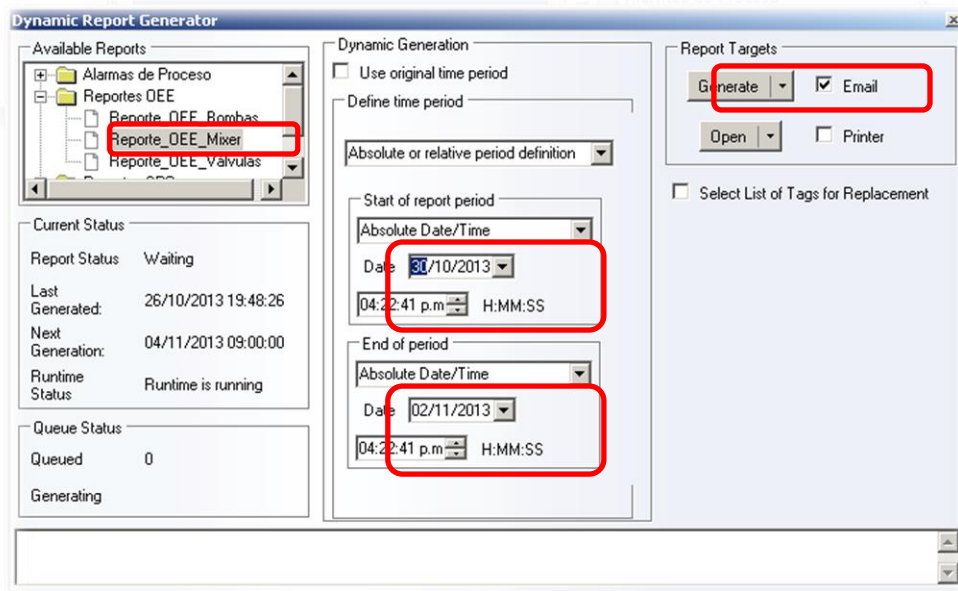 Dynamic Report Generator
Available Reports
Alarmas de Proceso
Reportes OEE
Reporte_OEE_Bombas
Reporte_OEE_Mixer
Reporte_OEE_Valvulas
Current Status
Report Status Waiting
Last Generated: 26/10/2013 19:48:26
Next Generation: 04/11/2013 09:00:00
Runtime Status Runtime is running
Queue Status
Queued 0
Generating
Dynamic Generation
Use original time period
Define time period
Absolute or relative period definition
Start of report period
Absolute Date/Time
Date 30/10/2013
04:22:41 p.m H:MM:SS
End of period
Absolute Date/Time
Date 02/11/2013
04:22:41 p.m H:MM:SS
Report Targets
Generate Email
Open Printer
Select List of Tags for Replacement